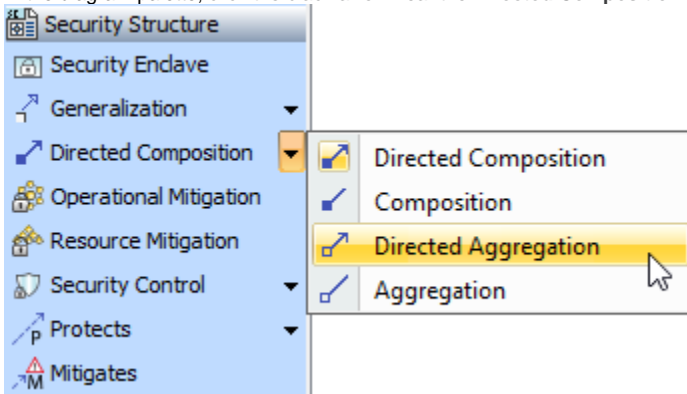 Security Structure
Security Enclave
Generalization
Directed Composition
Operational Mitigation
Resource Mitigation
Security Control
Protects
Mitigates
Directed Composition
Composition
Directed Aggregation
Aggregation